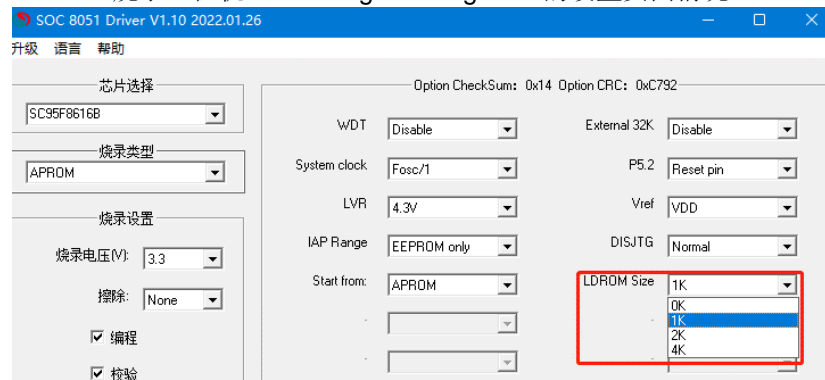 SOC 8051 Driver V1.10 2022.01.26
升级 语言 帮助
芯片选择
SC95F8616B
烧录类型
APROM
烧录设置
烧录电压(V): 3.3
擦除: None
编程
校验
Option CheckSum: 0x14 Option CRC: 0xC792
WDT Disable External 32K Disable
System clock Fosc/1 P5.2 Reset pin
LVR 4.3V Vref VDD
IAP Range EEPROM only DISJTG Normal
Start from: APROM LDROM Size 1K
0K
1K
2K
4K